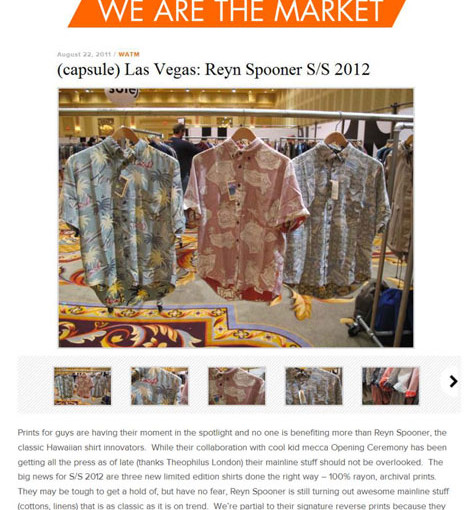 WE ARE THE MARKET
August 22, 2011 / WATM
(capsule) Las Vegas: Reyn Spooner S/S 2012
Prints for guys are having their moment in the spotlight and no one is benefiting more than Reyn Spooner, the
classic Hawaiian shirt innovators. While their collaboration with cool kid mecca Opening Ceremony has been
getting all the press as of late (thanks Theophilus London) their mainline stuff should not be overlooked. The
big news for S/S 2012 are three new limited edition shirts done the right way – 100% rayon, archival prints.
They may be tough to get a hold of, but have no fear, Reyn Spooner is still turning out awesome mainline stuff
(cottons, linens) that is as classic as it is on trend. We're partial to their signature reverse prints because they